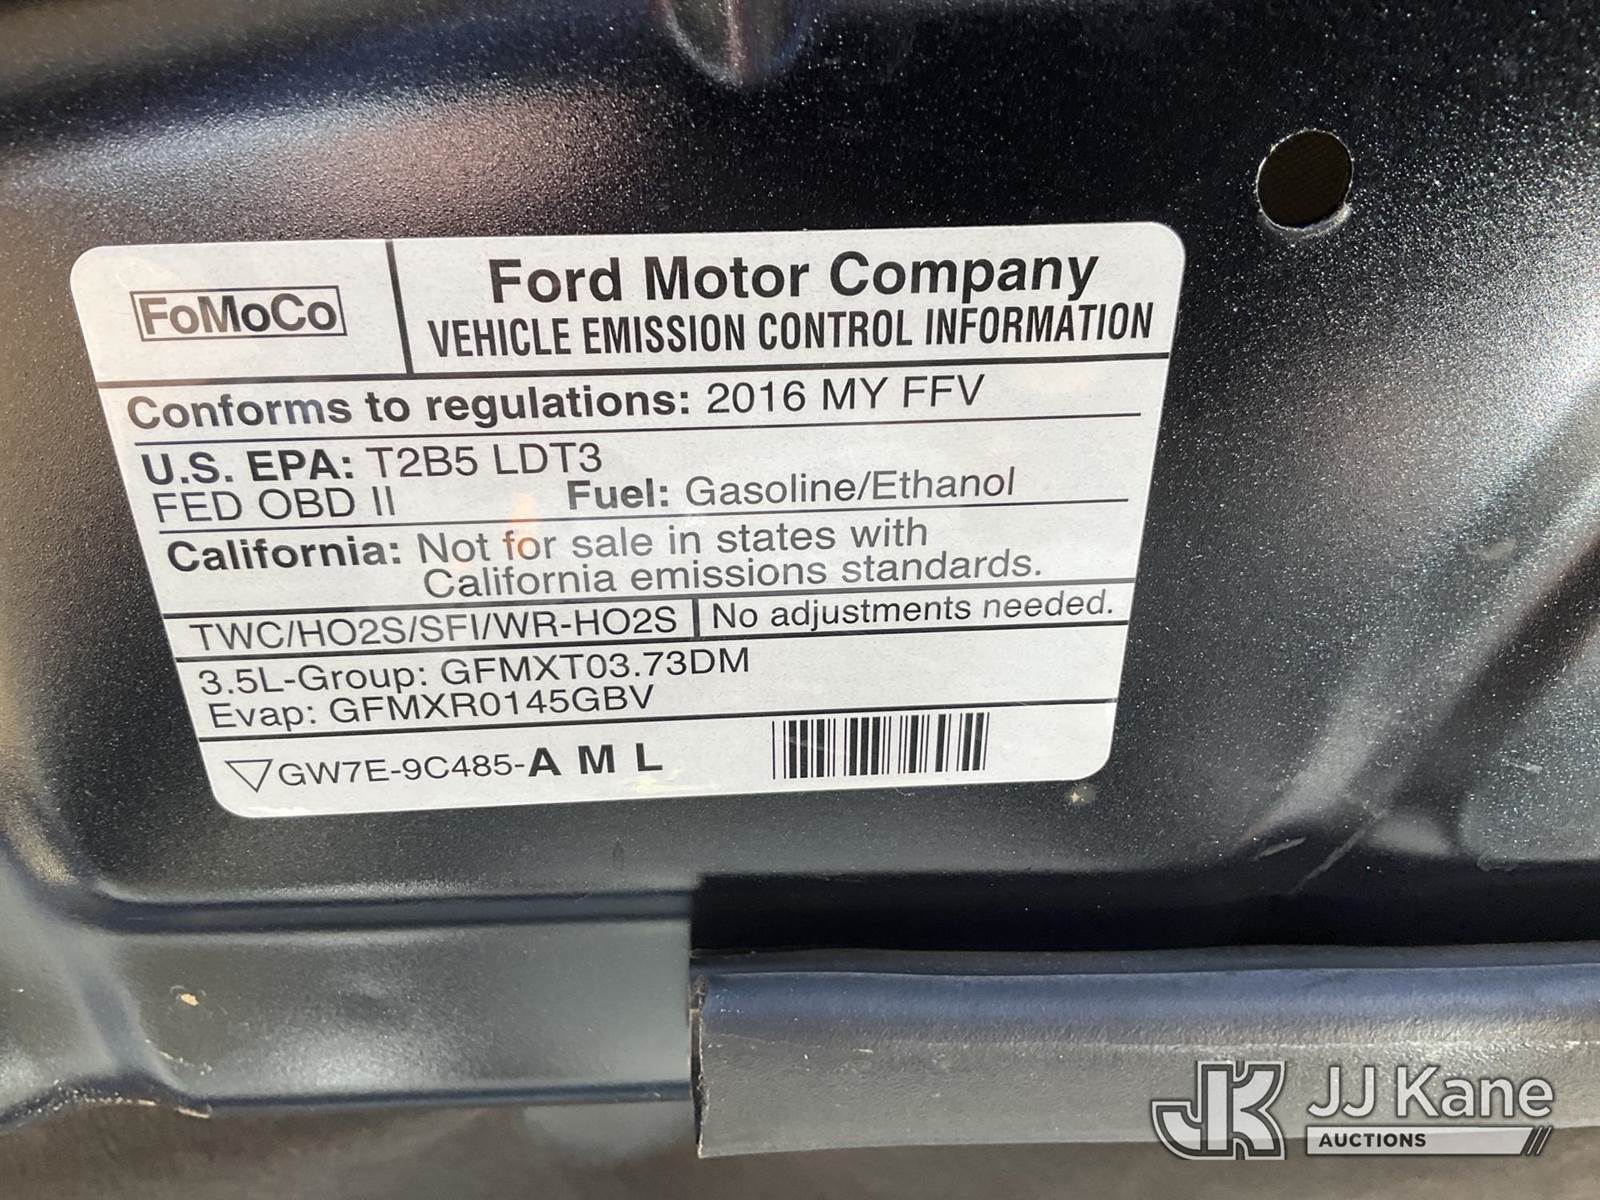 FoMoCo
Ford Motor Company
VEHICLE EMISSION CONTROL INFORMATION
Conforms to regulations: 2016 MY FFV
U.S. EPA: T2B5 LDT3
FED OBD II Fuel: Gasoline/Ethanol
California: Not for sale in states with
California emissions standards.
TWC/HO2S/SFI/WR-HO2S No adjustments needed.
3.5L-Group: GFMXT03.73DM
Evap: GFMXR0145GBV
GW7E-9C485-A M L
JK JJ Kane
AUCTIONS